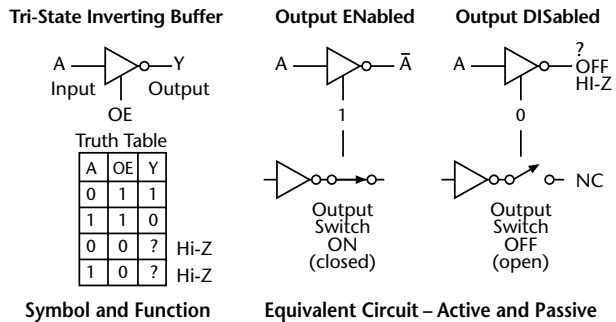 Tri-State Inverting Buffer
A
Y
Input
Output
OE
Truth Table
A OE Y
0 1 1
1 1 0
0 0 ? Hi-Z
1 0 ? Hi-Z
Symbol and Function
Output ENabled
A
Ā
1
Output
Switch
ON
(closed)
Output DISabled
A
?
OFF
HI-Z
0
NC
Output
Switch
OFF
(open)
Equivalent Circuit – Active and Passive